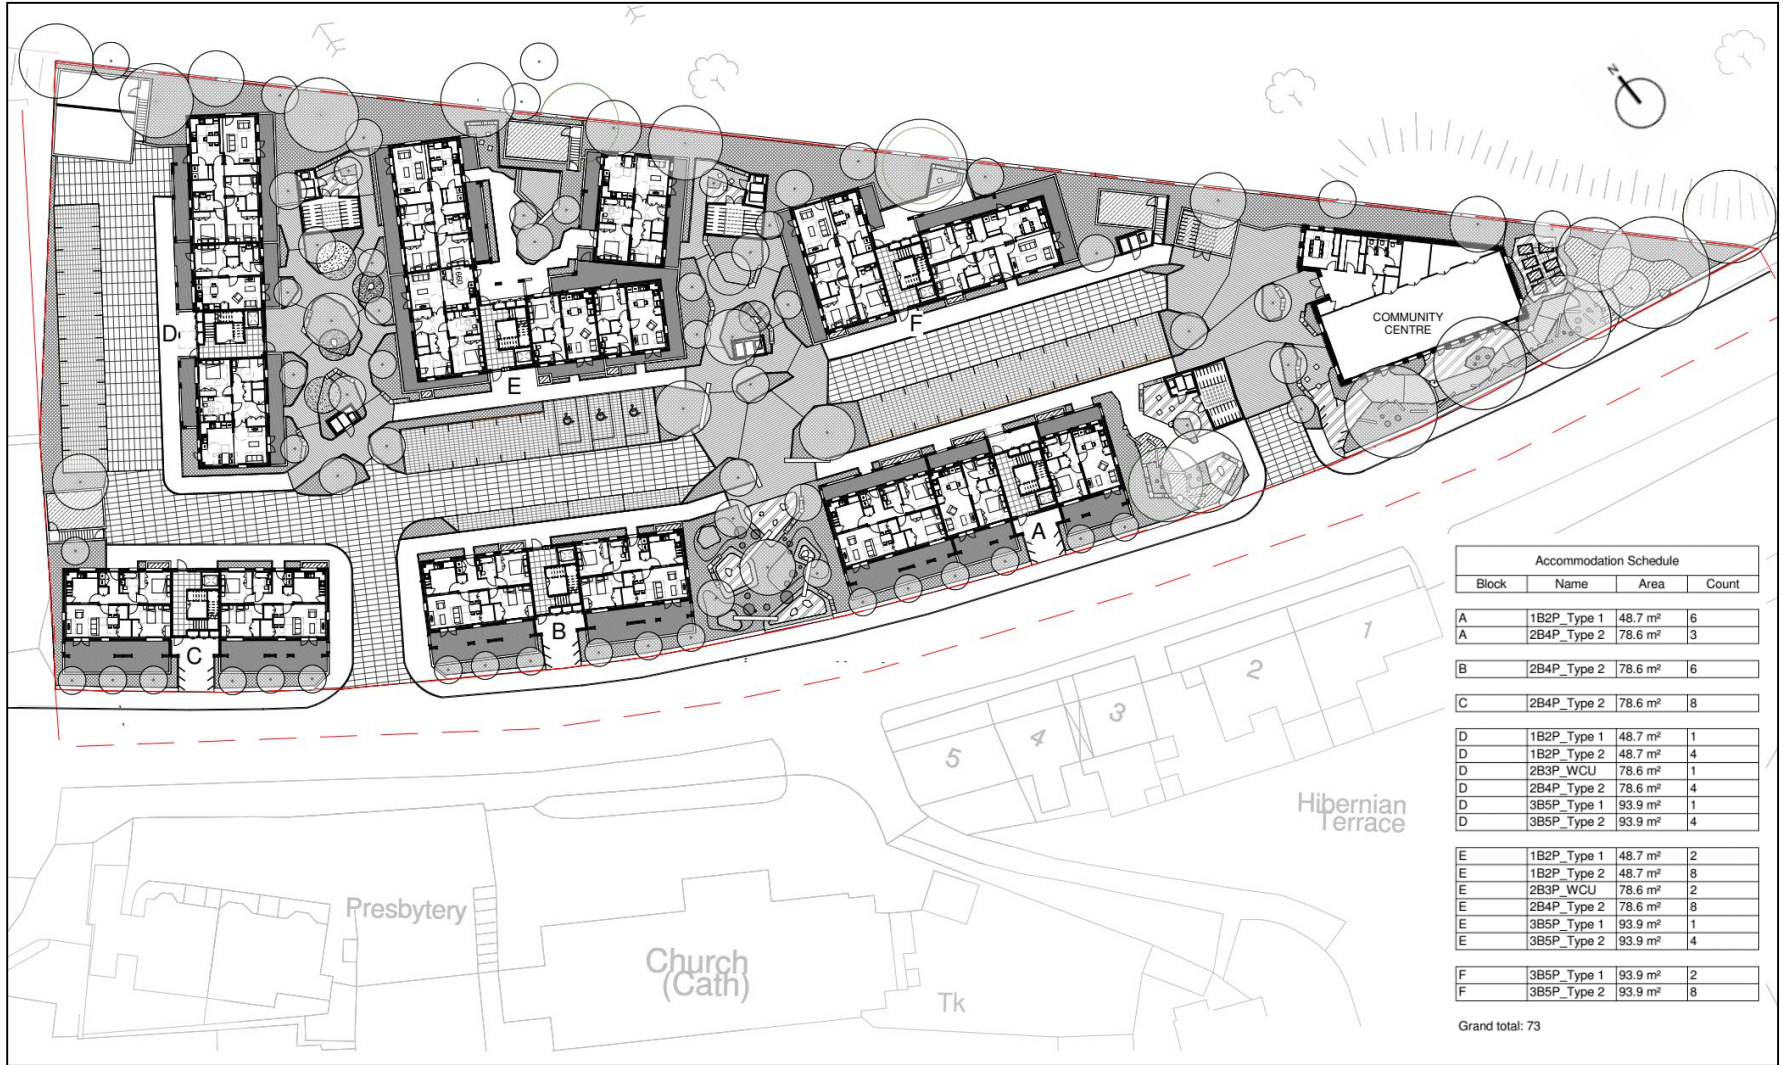 N
D
E
F
COMMUNITY
CENTRE
A
B
C
1
2
3
4
5
Hibernian
Terrace
Presbytery
Church
(Cath)
Tk
Accommodation Schedule
Block Name Area Count
A 1B2P_Type 1 48.7 m² 6
A 2B4P_Type 2 78.6 m² 3
B 2B4P_Type 2 78.6 m² 6
C 2B4P_Type 2 78.6 m² 8
D 1B2P_Type 1 48.7 m² 1
D 1B2P_Type 2 48.7 m² 4
D 2B3P_WCU 78.6 m² 1
D 2B4P_Type 2 78.6 m² 4
D 3B5P_Type 1 93.9 m² 1
D 3B5P_Type 2 93.9 m² 4
E 1B2P_Type 1 48.7 m² 2
E 1B2P_Type 2 48.7 m² 8
E 2B3P_WCU 78.6 m² 2
E 2B4P_Type 2 78.6 m² 8
E 3B5P_Type 1 93.9 m² 1
E 3B5P_Type 2 93.9 m² 4
F 3B5P_Type 1 93.9 m² 2
F 3B5P_Type 2 93.9 m² 8
Grand total: 73